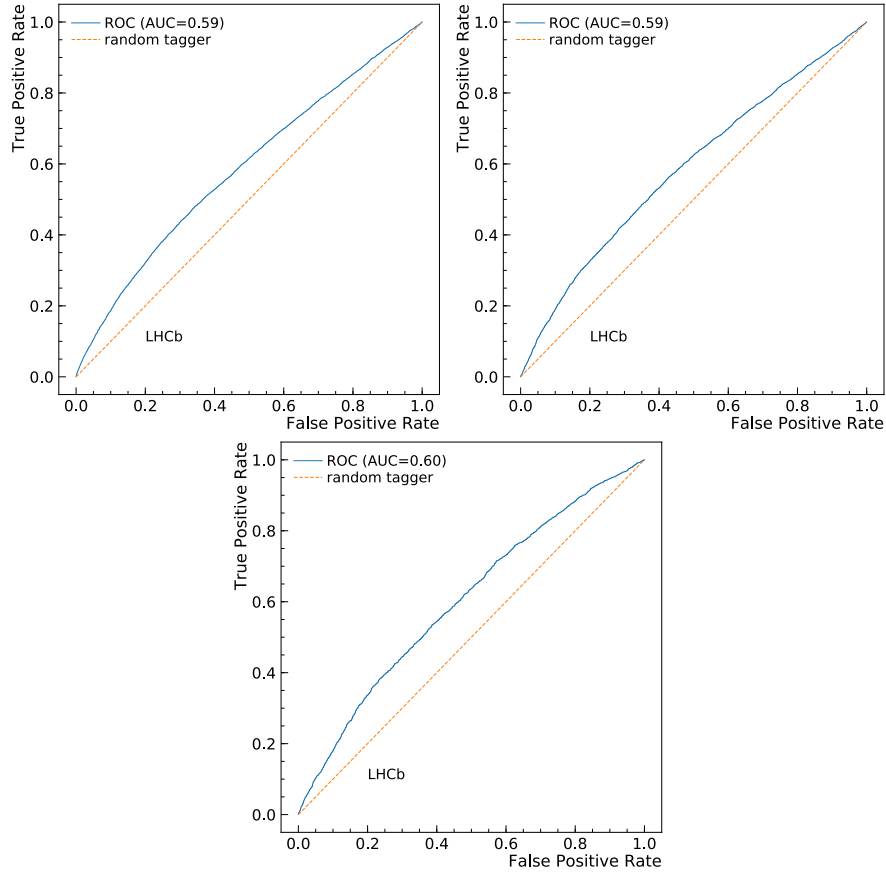 ROC (AUC=0.59)
random tagger
True Positive Rate
1.0
0.8
0.6
0.4
0.2
0.0
LHCb
0.0 0.2 0.4 0.6 0.8 1.0
False Positive Rate
ROC (AUC=0.59)
random tagger
True Positive Rate
1.0
0.8
0.6
0.4
0.2
0.0
LHCb
0.0 0.2 0.4 0.6 0.8 1.0
False Positive Rate
ROC (AUC=0.60)
random tagger
True Positive Rate
1.0
0.8
0.6
0.4
0.2
0.0
LHCb
0.0 0.2 0.4 0.6 0.8 1.0
False Positive Rate